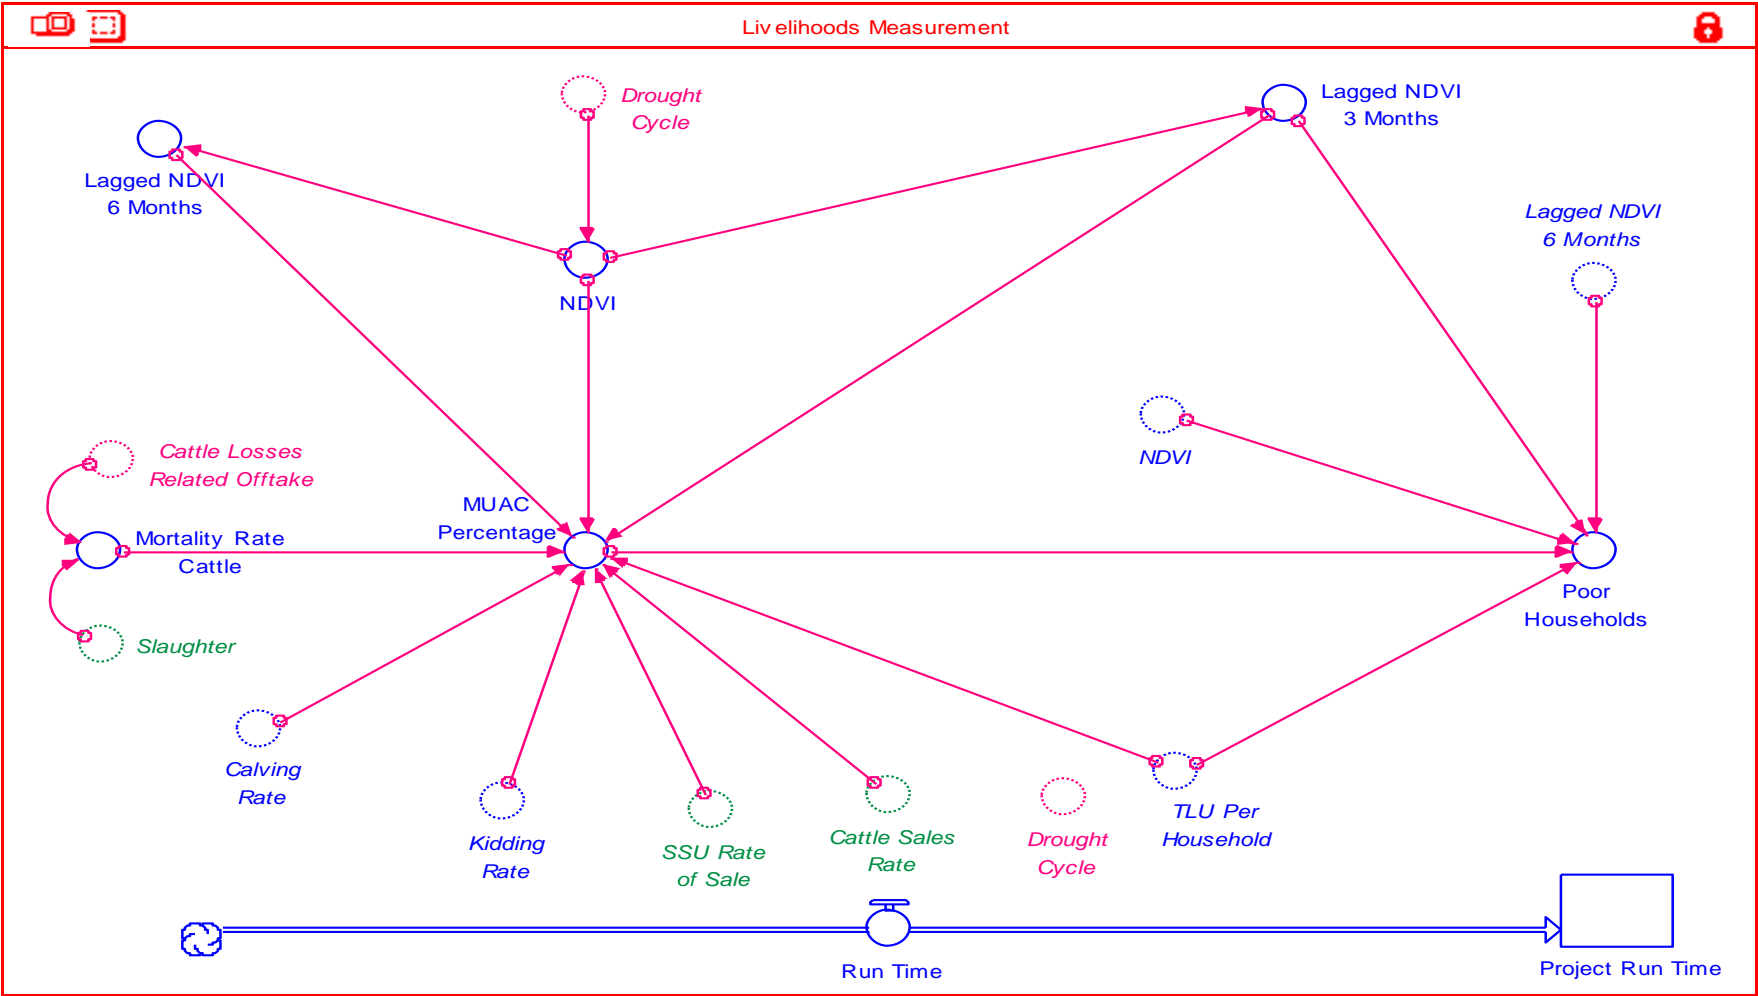 Livelihoods Measurement
Drought
Cycle
Lagged NDVI
3 Months
Lagged NDVI
6 Months
Lagged NDVI
6 Months
NDVI
NDVI
Cattle Losses
Related Offtake
MUAC
Percentage
Mortality Rate
Cattle
Poor
Households
Slaughter
Calving
Rate
Kidding
Rate
SSU Rate
of Sale
Cattle Sales
Rate
Drought
Cycle
TLU Per
Household
Run Time
Project Run Time